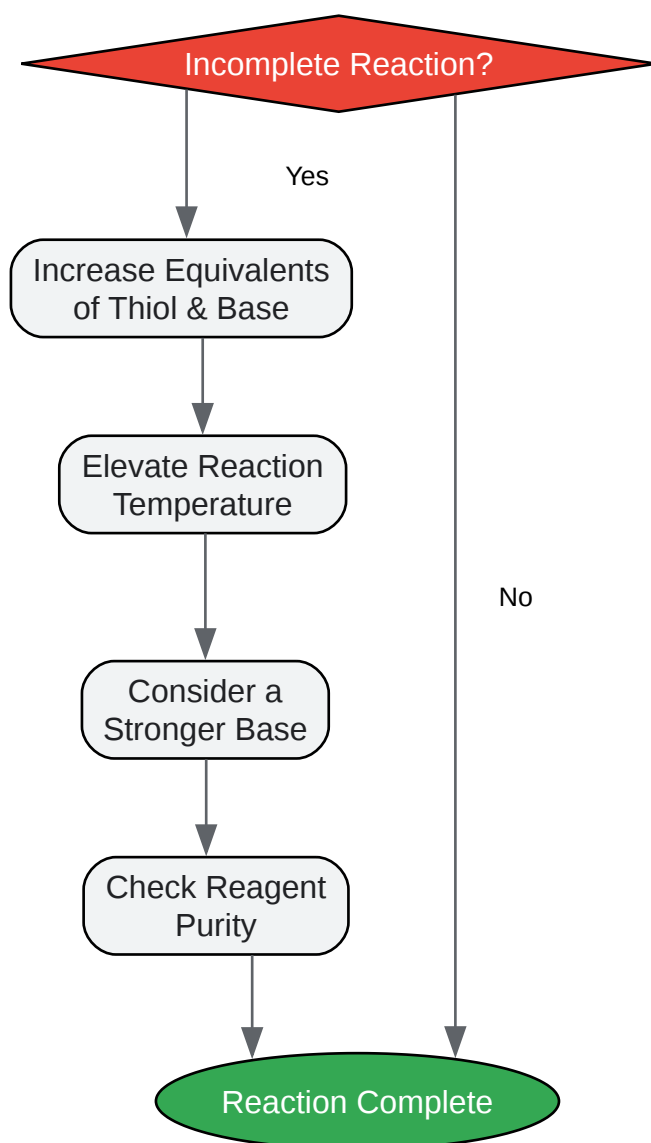 Incomplete Reaction?
Yes
Increase Equivalents
of Thiol & Base
Elevate Reaction
Temperature
No
Consider a
Stronger Base
Check Reagent
Purity
Reaction Complete